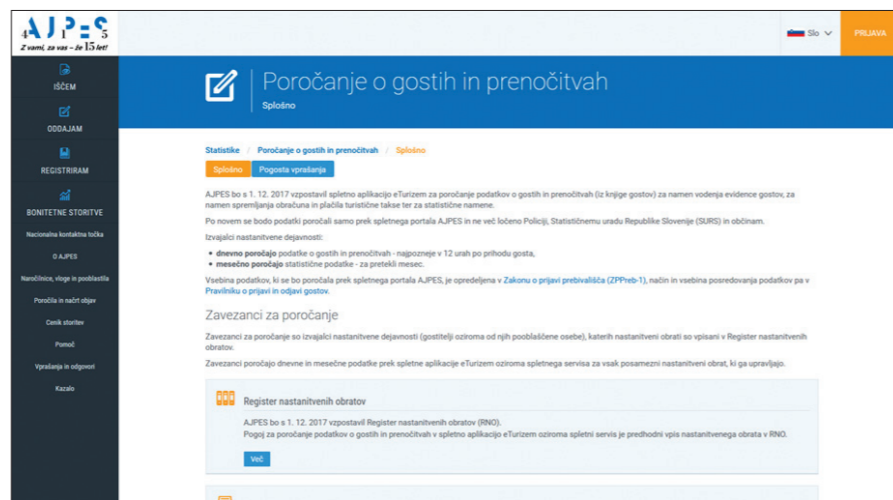 4 AJPES 1 5
Z vami, za vas – že 15 let!
Slo
PRIJAVA
IŠČEM
ODDAJAM
REGISTRIRAM
BONITETNE STORITVE
Nacionalna kontaktna točka
O AJPES
Naročilnice, vloge in pooblastila
Poročila in načrt objav
Cenik storitev
Pomoč
Vprašanja in odgovori
Kazalo
Poročanje o gostih in prenočitvah
Splošno
Statistike / Poročanje o gostih in prenočitvah / Splošno
Splošno Pogosta vprašanja
AJPES bo s 1. 12. 2017 vzpostavil spletno aplikacijo eTurizem za poročanje podatkov o gostih in prenočitvah (iz knjige gostov) za namen vodenja evidence gostov, za
namen spremljanja obračuna in plačila turistične takse ter za statistične namene.
Po novem se bodo podatki poročali samo prek spletnega portala AJPES in ne več ločeno Policiji, Statističnemu uradu Republike Slovenije (SURS) in občinam.
Izvajalci nastanitvene dejavnosti:
• dnevno poročajo podatke o gostih in prenočitvah - najpozneje v 12 urah po prihodu gosta,
• mesečno poročajo statistične podatke - za pretekli mesec.
Vsebina podatkov, ki se bo poročala prek spletnega portala AJPES, je opredeljena v Zakonu o prijavi prebivališča (ZPPreb-1), način in vsebina posredovanja podatkov pa v
Pravilniku o prijavi in odjavi gostov.
Zavezanci za poročanje
Zavezanci za poročanje so izvajalci nastanitvene dejavnosti (gostitelji oziroma od njih pooblaščene osebe), katerih nastanitveni obrati so vpisani v Register nastanitvenih
obratov.
Zavezanci poročajo dnevne in mesečne podatke prek spletne aplikacije eTurizem oziroma spletnega servisa za vsak posamezni nastanitveni obrat, ki ga upravljajo.
Register nastanitvenih obratov
AJPES bo s 1. 12. 2017 vzpostavil Register nastanitvenih obratov (RNO).
Pogoj za poročanje podatkov o gostih in prenočitvah v spletno aplikacijo eTurizem oziroma spletni servis je predhodni vpis nastanitvenega obrata v RNO.
Več